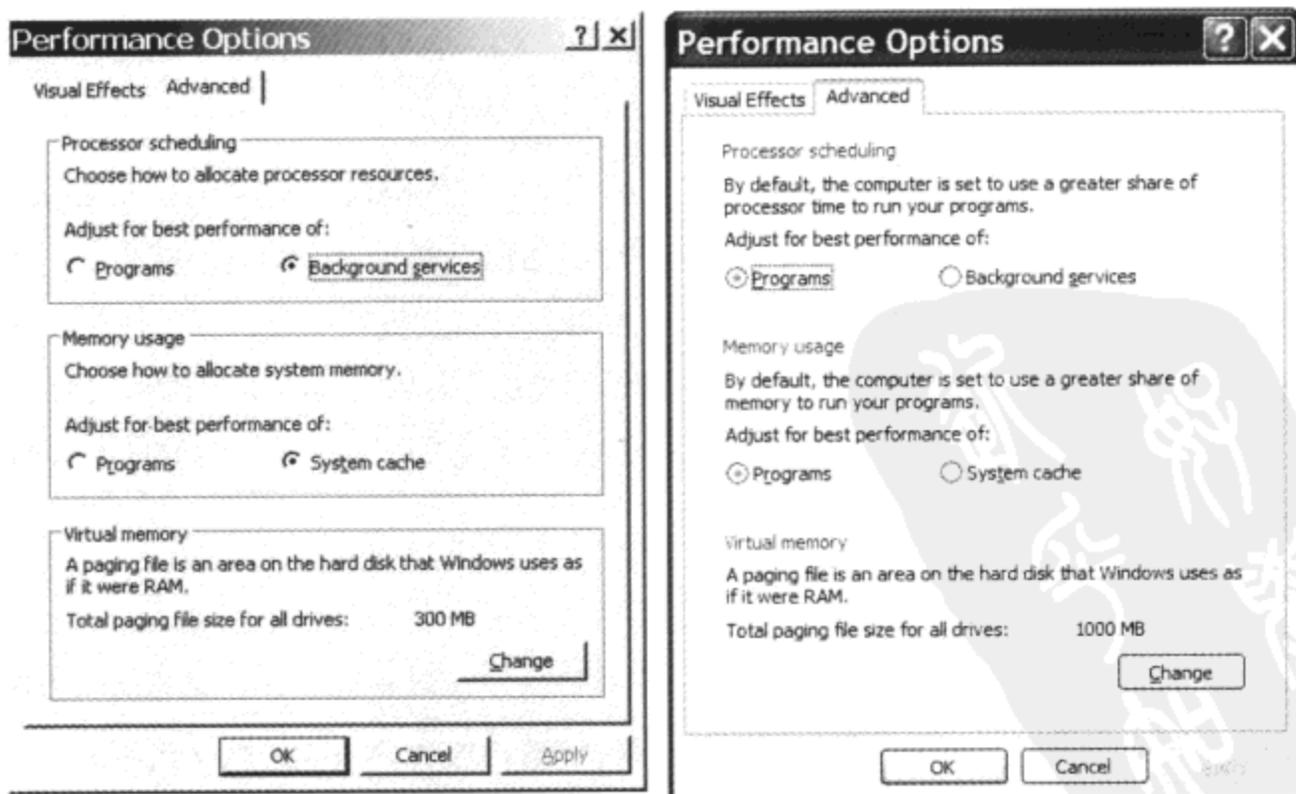 Performance Options
Visual Effects Advanced
Processor scheduling
Choose how to allocate processor resources.
Adjust for best performance of:
Programs Background services
Memory usage
Choose how to allocate system memory.
Adjust for best performance of:
Programs System cache
Virtual memory
A paging file is an area on the hard disk that Windows uses as
if it were RAM.
Total paging file size for all drives: 300 MB
Change
OK Cancel Apply
Performance Options
Visual Effects Advanced
Processor scheduling
By default, the computer is set to use a greater share of
processor time to run your programs.
Adjust for best performance of:
Programs Background services
Memory usage
By default, the computer is set to use a greater share of
memory to run your programs.
Adjust for best performance of:
Programs System cache
Virtual memory
A paging file is an area on the hard disk that Windows uses as
if it were RAM.
Total paging file size for all drives: 1000 MB
Change
OK Cancel Apply